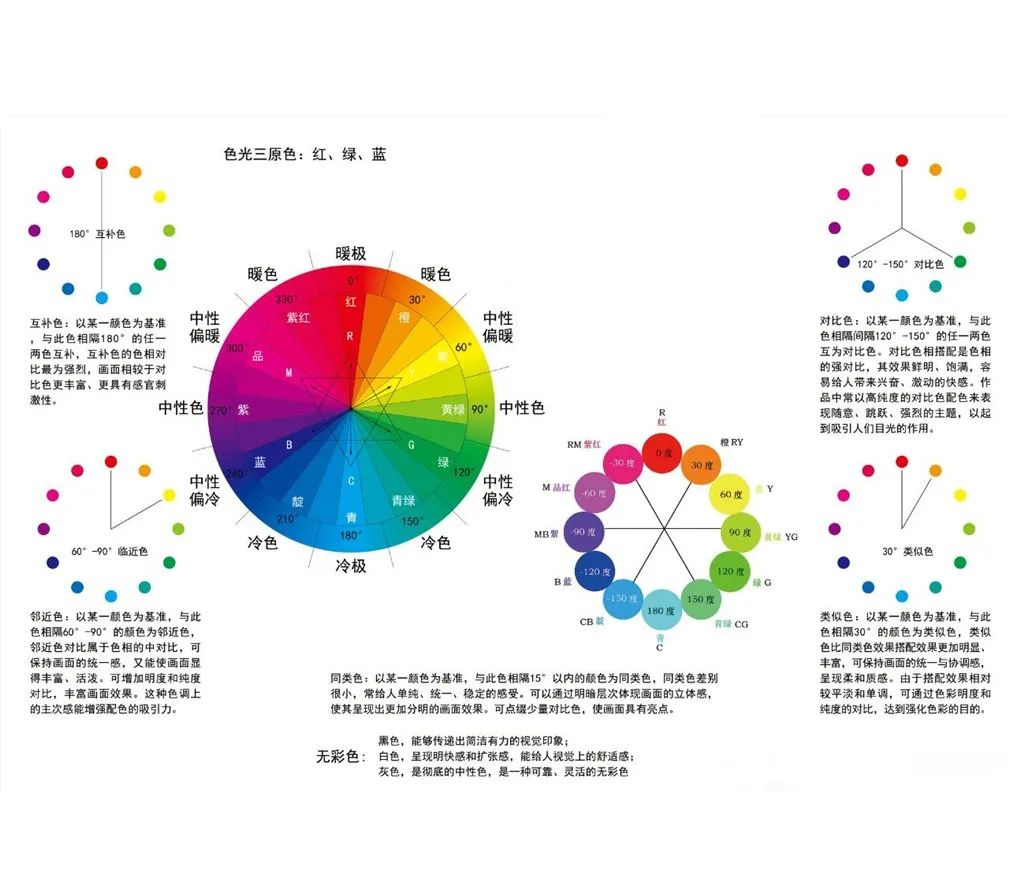 色光三原色：红、绿、蓝
180° 互补色
互补色：以某一颜色为基准
，与此色相隔180°的任一
两色互补，互补色的色相对
比最为强烈，画面相较于对
比色更丰富、更具有感官刺
激性。
60°-90° 临近色
邻近色：以某一颜色为基准，与此
色相隔60°-90°的颜色为邻近色，
邻近色对比属于色相的中对比，可
保持画面的统一感，又能使画面显
得丰富、活泼。可增加明度和纯度
对比，丰富画面效果。这种色调上
的主次感能增强配色的吸引力。
暖极
暖色
暖色
中性
偏暖
中性
偏暖
中性色
中性色
中性
偏冷
中性
偏冷
冷色
冷色
冷极
0°
30°
60°
90°
120°
150°
180°
210°
240°
270°
300°
330°
红
橙
黄
黄绿
绿
青绿
青
靛
蓝
紫
品
紫红
R
Y
G
C
B
M
R
红
0 度
橙 RY
30 度
黄 Y
60 度
黄绿 YG
90 度
绿 G
120 度
青绿 CG
150 度
180 度
青
C
CB 靛
-150 度
B 蓝
-120 度
MB 紫
-90 度
M 品红
-60 度
RM 紫红
-30 度
120°-150° 对比色
对比色：以某一颜色为基准，与此
色相隔间隔120°-150°的任一两色
互为对比色。对比色相搭配是色相
的强对比，其效果鲜明、饱满，容
易给人带来兴奋、激动的快感。作
品中常以高纯度的对比色配色来表
现随意、跳跃、强烈的主题，以起
到吸引人们目光的作用。
30° 类似色
类似色：以某一颜色为基准，与此
色相隔30°的颜色为类似色，类似
色比同类色效果搭配效果更加明显、
丰富，可保持画面的统一与协调感，
呈现柔和质感。由于搭配效果相对
较平淡和单调，可通过色彩明度和
纯度的对比，达到强化色彩的目的。
同类色：以某一颜色为基准，与此色相隔15°以内的颜色为同类色，同类色差别
很小，常给人单纯、统一、稳定的感受。可以通过明暗层次体现画面的立体感，
使其呈现出更加分明的画面效果。可点缀少量对比色，使画面具有亮点。
无彩色：
黑色，能够传递出简洁有力的视觉印象；
白色，呈现明快感和扩张感，能给人视觉上的舒适感；
灰色，是彻底的中性色，是一种可靠、灵活的无彩色